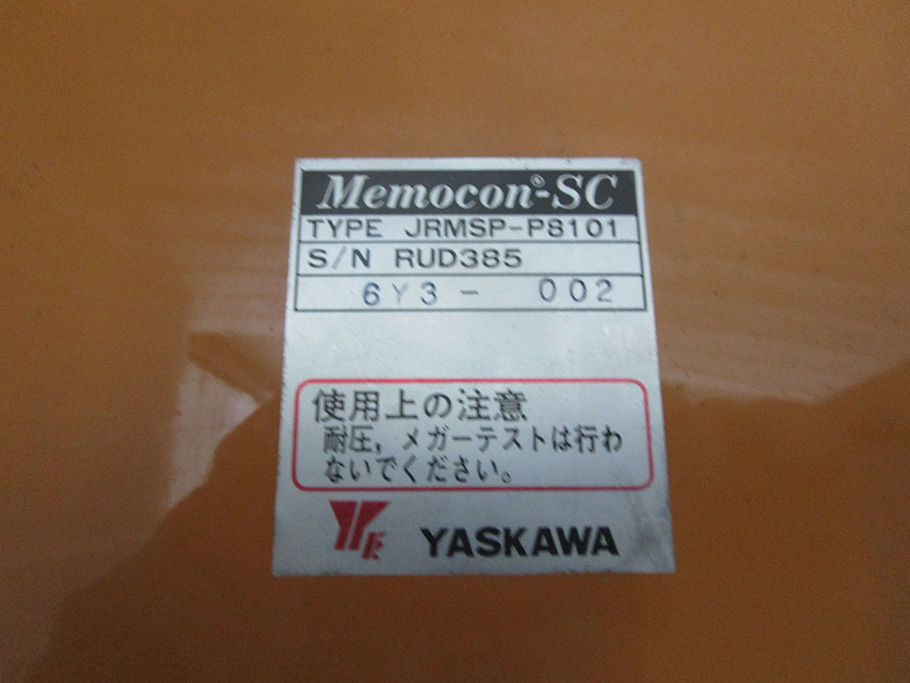 Memocon®-SC
TYPE JRMSP-P8101
S/N RUD385
6Y3- 002
使用上の注意
耐圧，メガーテストは行わ
ないでください。
YE YASKAWA